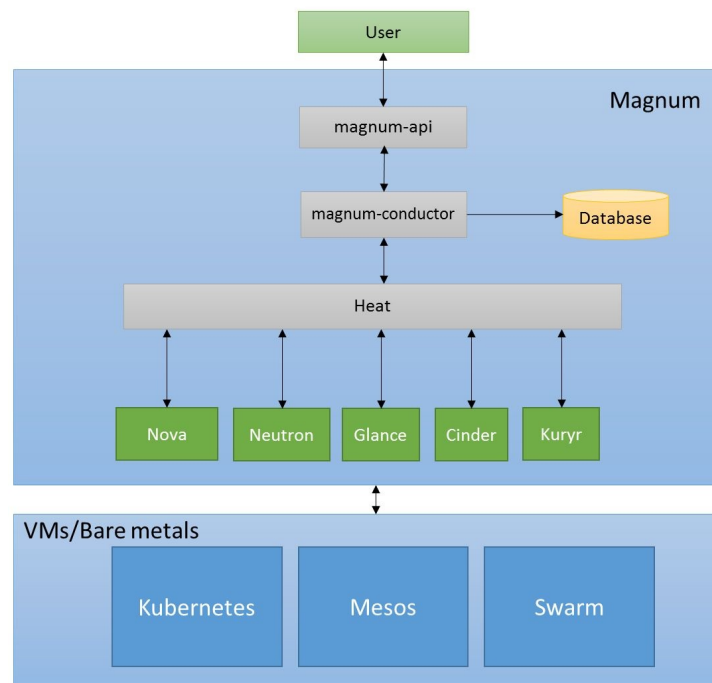 User
Magnum
magnum-api
magnum-conductor
Database
Heat
Nova
Neutron
Glance
Cinder
Kuryr
VMs/Bare metals
Kubernetes
Mesos
Swarm